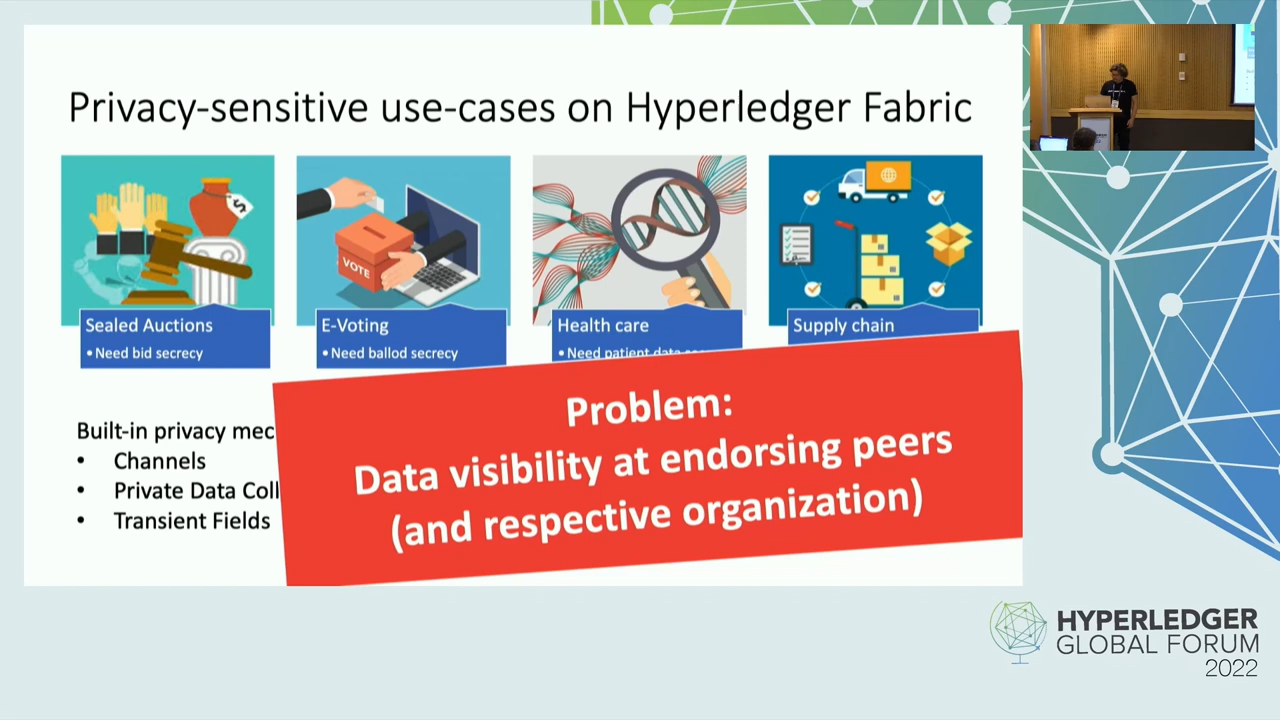 Privacy-sensitive use-cases on Hyperledger Fabric
$
VOTE
Sealed Auctions
• Need bid secrecy
E-Voting
• Need ballod secrecy
Health care
• Need patient data
Supply chain
Built-in privacy mec
• Channels
• Private Data Coll
• Transient Fields
Problem:
Data visibility at endorsing peers
(and respective organization)
HYPERLEDGER
GLOBAL FORUM
2022